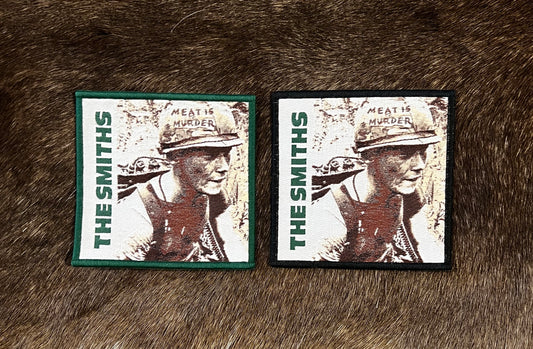 THE SMITHS
MEAT IS
MURDER
THE SMITHS
MEAT IS
MURDER